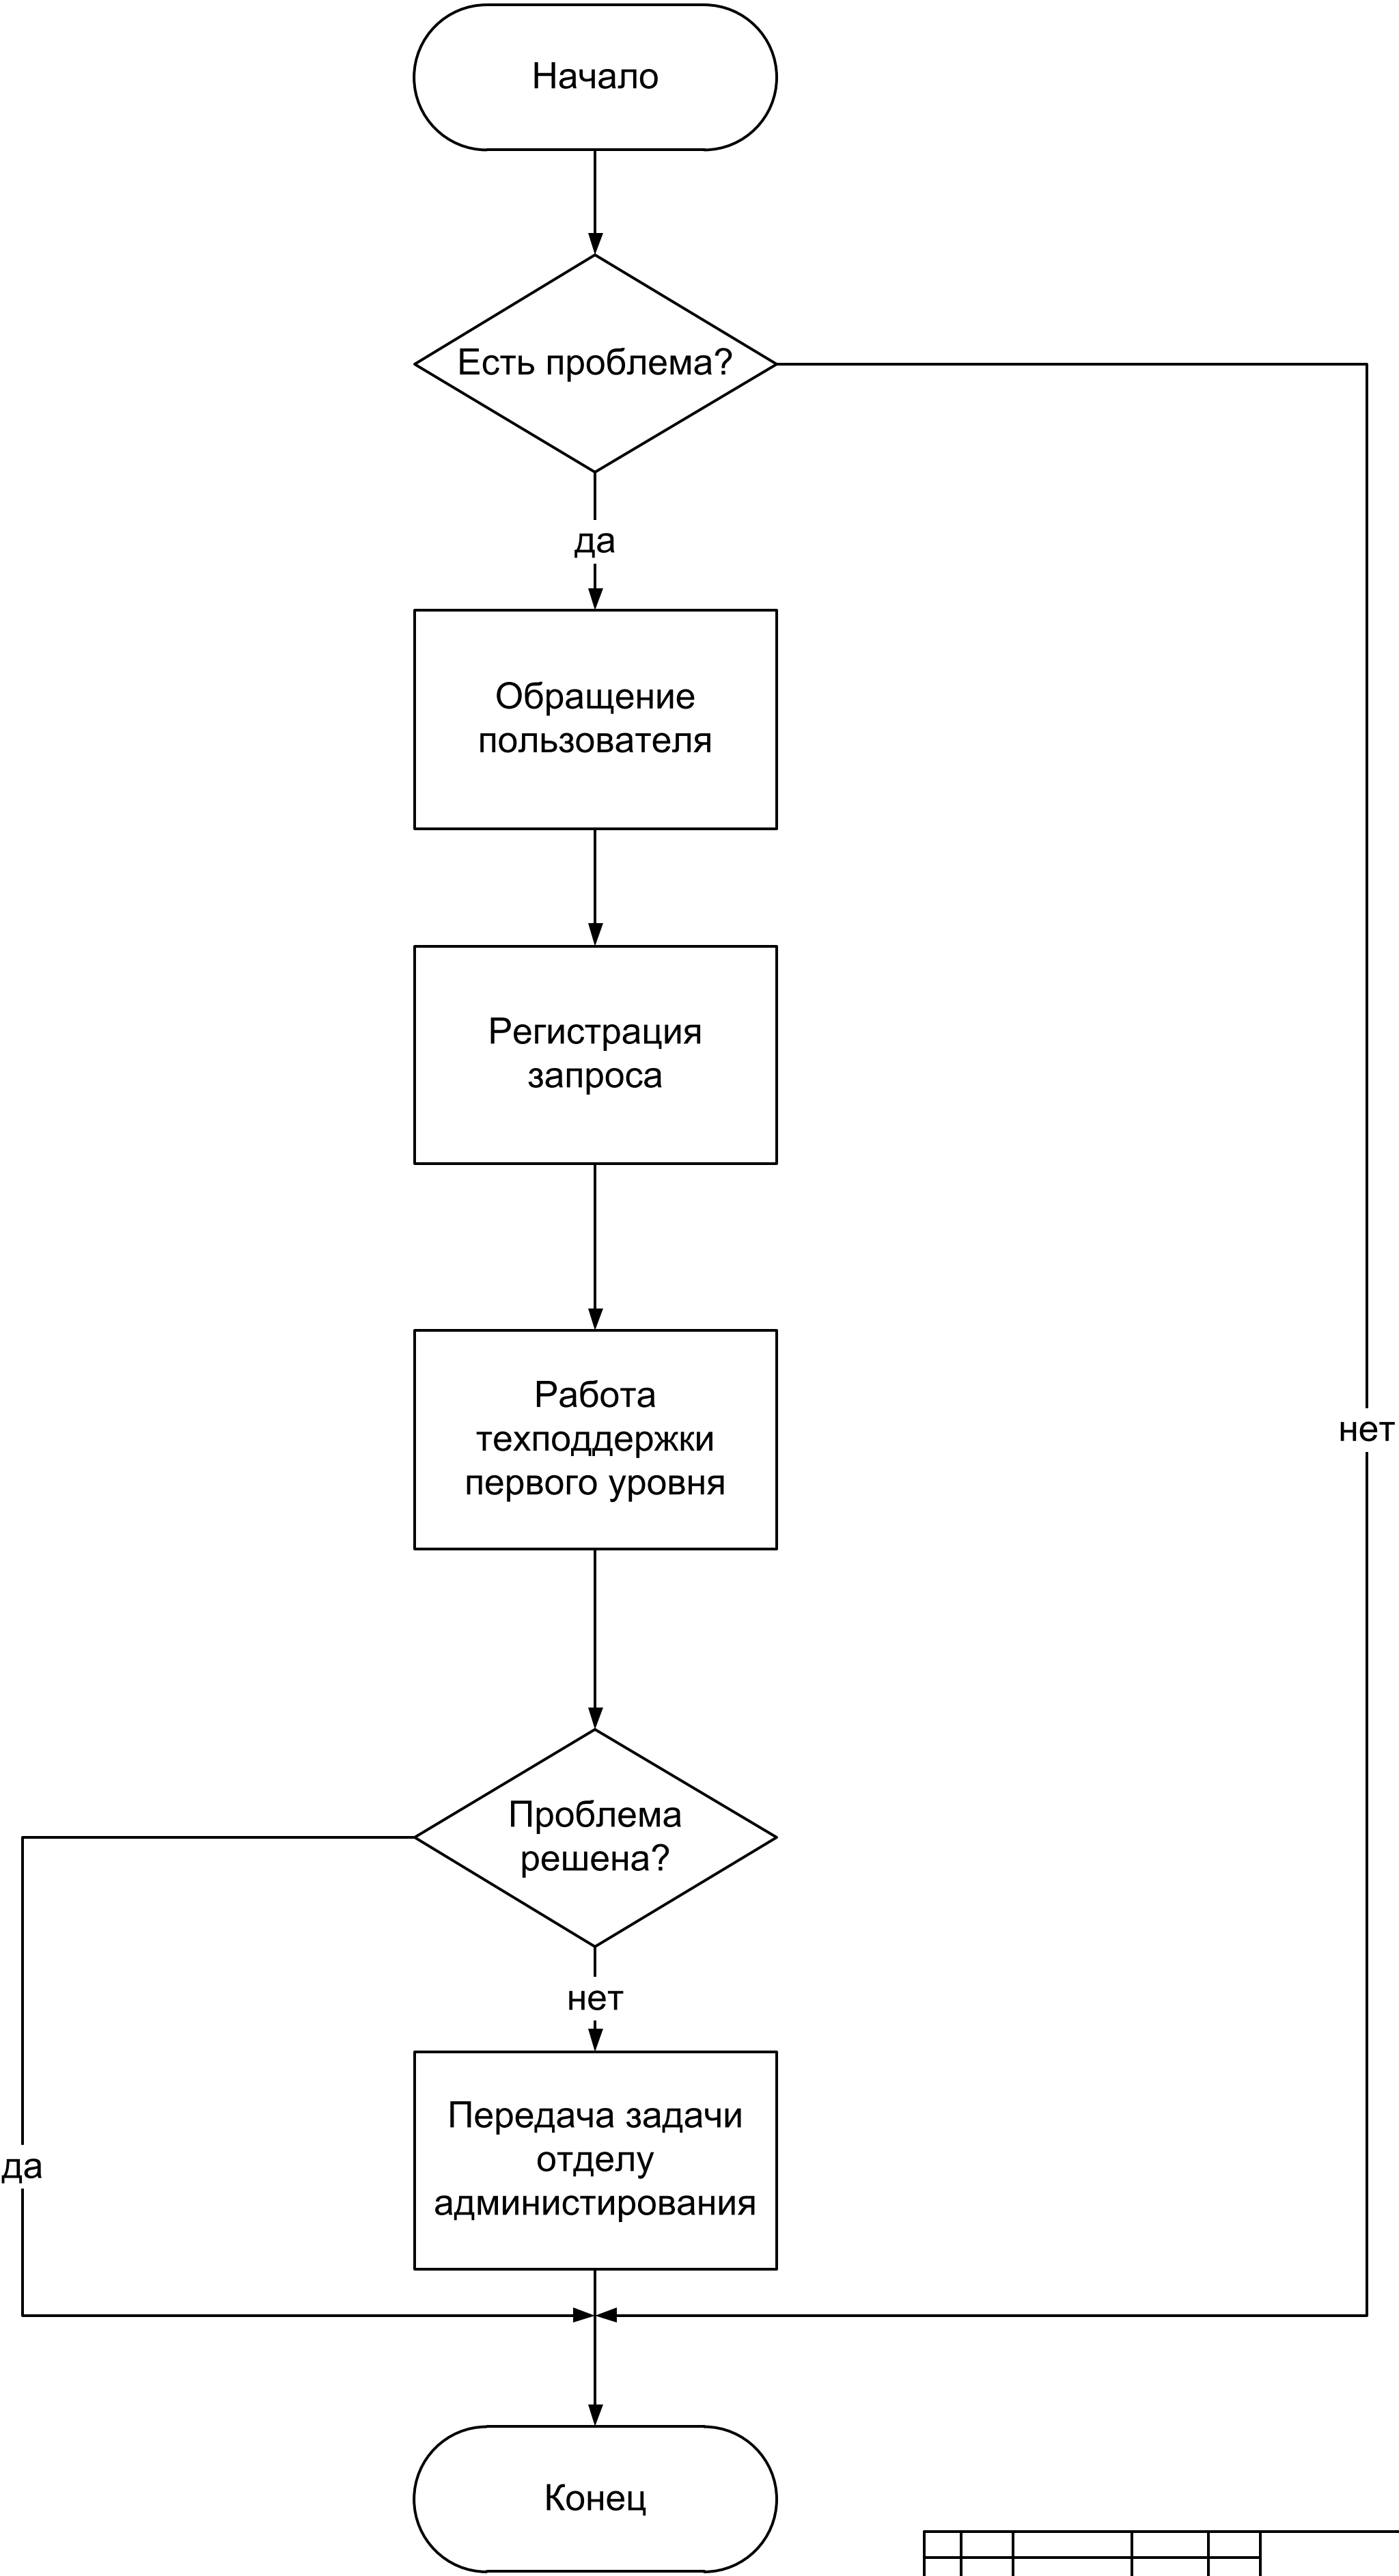 Начало
Есть проблема?
да
Обращение
пользователя
Регистрация
запроса
Работа
техподдержки
первого уровня
нет
Проблема
решена?
нет
Передача задачи
отделу
администирования
да
Конец